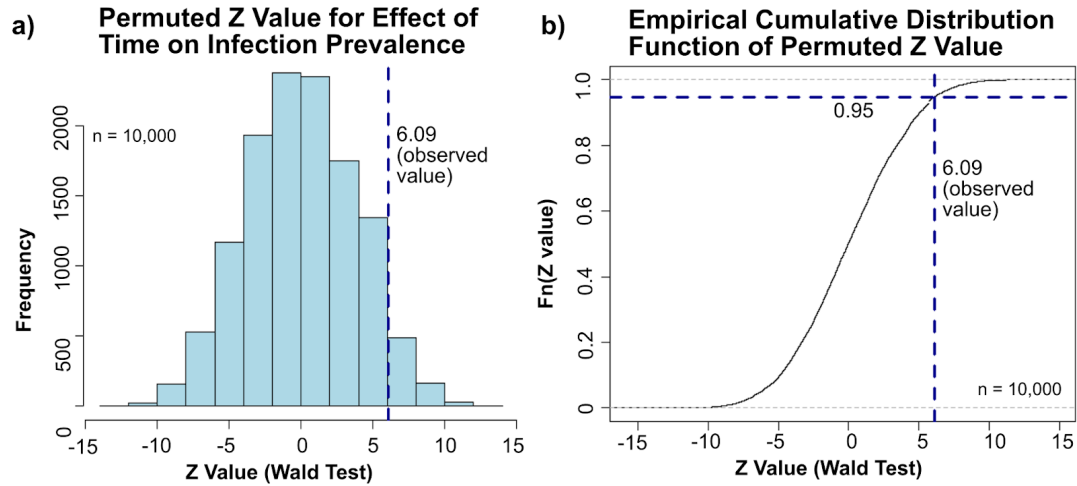 a)
Permuted Z Value for Effect of
Time on Infection Prevalence
n = 10,000
6.09
(observed
value)
Frequency
2000
1500
1000
500
0
-15 -10 -5 0 5 10 15
Z Value (Wald Test)
b)
Empirical Cumulative Distribution
Function of Permuted Z Value
0.95
6.09
(observed
value)
n = 10,000
Fn(Z value)
1.0
0.8
0.6
0.4
0.2
0
-15 -10 -5 0 5 10 15
Z Value (Wald Test)